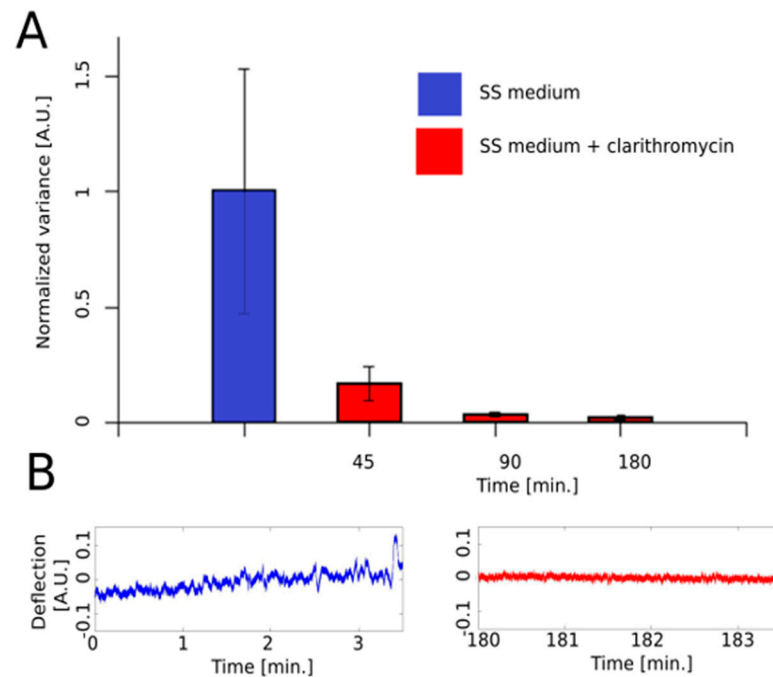 A
Normalized variance [A.U.]
1.5
1
0.5
0
SS medium
SS medium + clarithromycin
45 90 180
Time [min.]
B
Deflection
[A.U.]
0.1
0
-0.1
0 1 2 3
Time [min.]
0.1
0
-0.1
180 181 182 183
Time [min.]